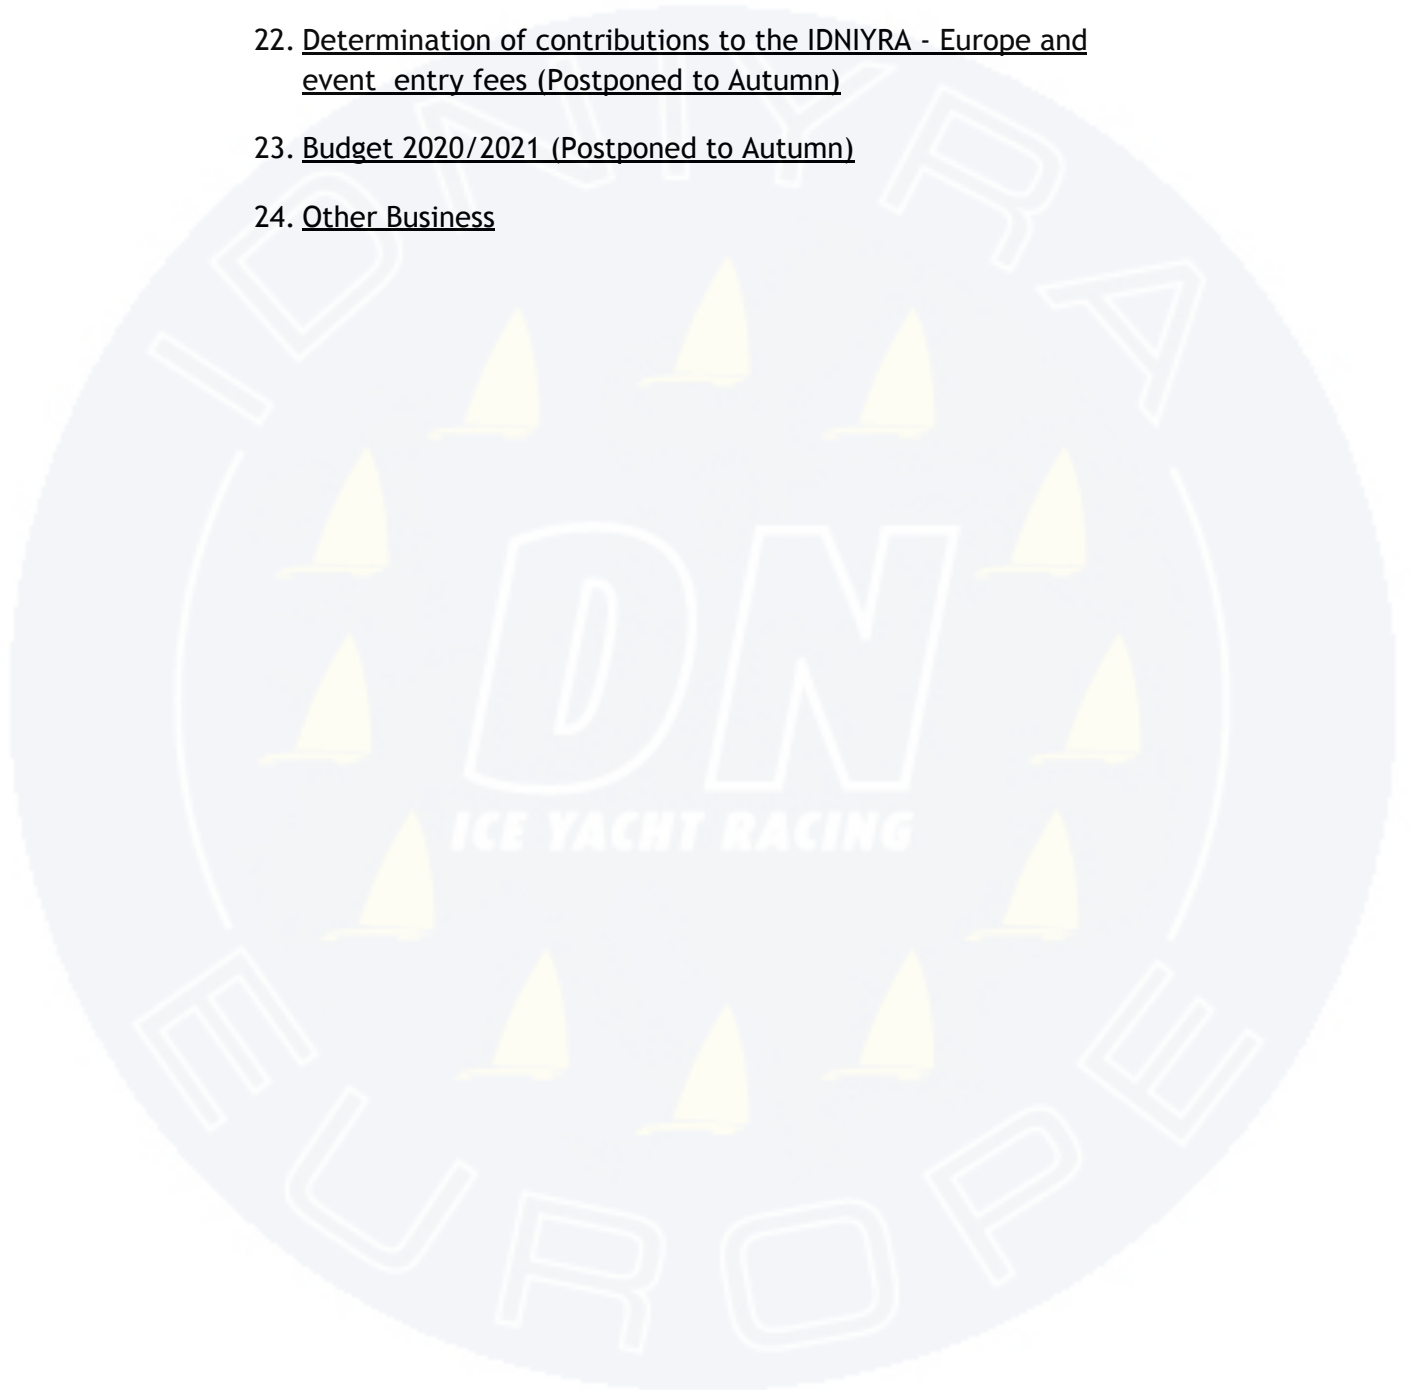 22. Determination of contributions to the IDNIYRA - Europe and
event  entry fees (Postponed to Autumn)
23. Budget 2020/2021 (Postponed to Autumn)
24. Other Business
IDNIYRA
DN
ICE YACHT RACING
EUROPE